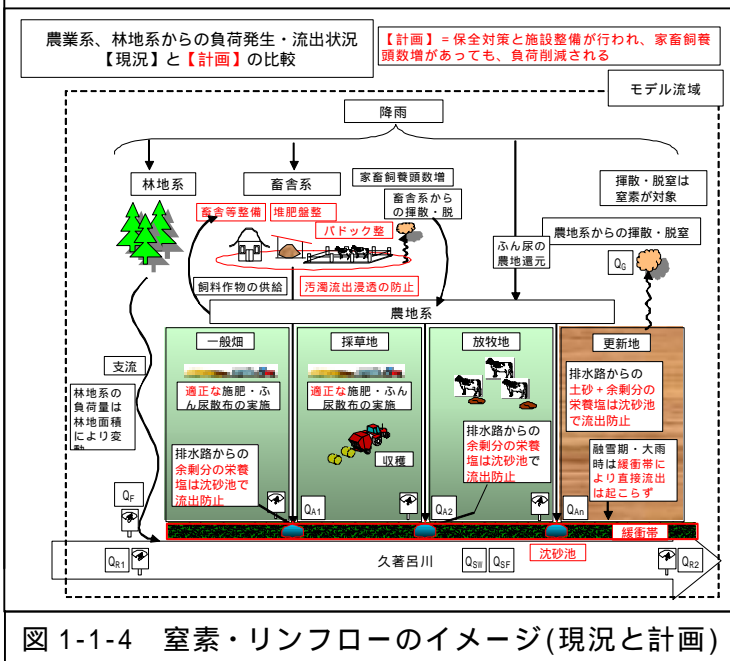 農業系、林地系からの負荷発生・流出状況
【現況】と【計画】の比較
【計画】=保全対策と施設整備が行われ、家畜飼養
頭数増があっても、負荷削減される
モデル流域
降雨
林地系
畜舎系
家畜飼養頭数増
畜舎系から
の揮散・脱
揮散・脱窒は
窒素が対象
畜舎等整備
堆肥盤整
パドック整
ふん尿の
農地還元
農地系からの揮散・脱窒
QG
飼料作物の供給
汚濁流出浸透の防止
農地系
一般畑
採草地
放牧地
更新地
支流
林地系の
負荷量は
林地面積
により変
動
適正な施肥・ふ
ん尿散布の実施
適正な施肥・ふん
尿散布の実施
排水路からの
土砂+余剰分の
栄養塩は沈砂池
で流出防止
収穫
排水路からの
余剰分の栄養
塩は沈砂池で
流出防止
排水路からの
余剰分の栄養
塩は沈砂池で
流出防止
融雪期・大雨
時は緩衝帯に
より直接流出
は起こらず
QF
QA1
QA2
QAn
緩衝帯
QR1
久著呂川
QSW
QSF
沈砂池
QR2
図 1-1-4 窒素・リンフローのイメージ(現況と計画)